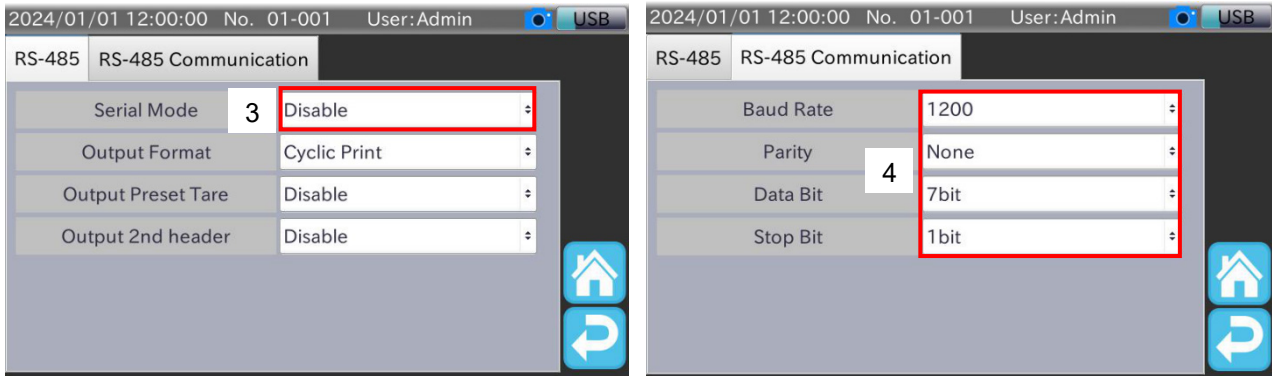 2024/01/01 12:00:00 No. 01-001 User:Admin USB
RS-485 RS-485 Communication
Serial Mode 3 Disable
Output Format Cyclic Print
Output Preset Tare Disable
Output 2nd header Disable
2024/01/01 12:00:00 No. 01-001 User:Admin USB
RS-485 RS-485 Communication
Baud Rate 1200
Parity None
4
Data Bit 7bit
Stop Bit 1bit